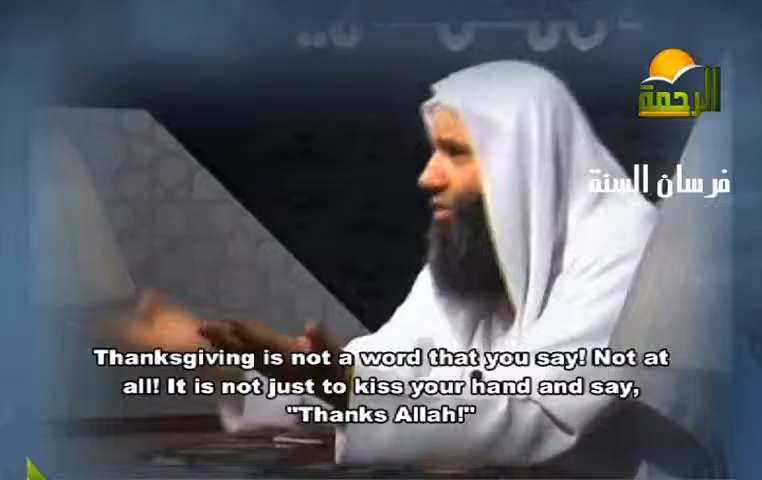 الرحمة
فرسان السنة
Thanksgiving is not a word that you say! Not at
all! It is not just to kiss your hand and say,
"Thanks Allah!"